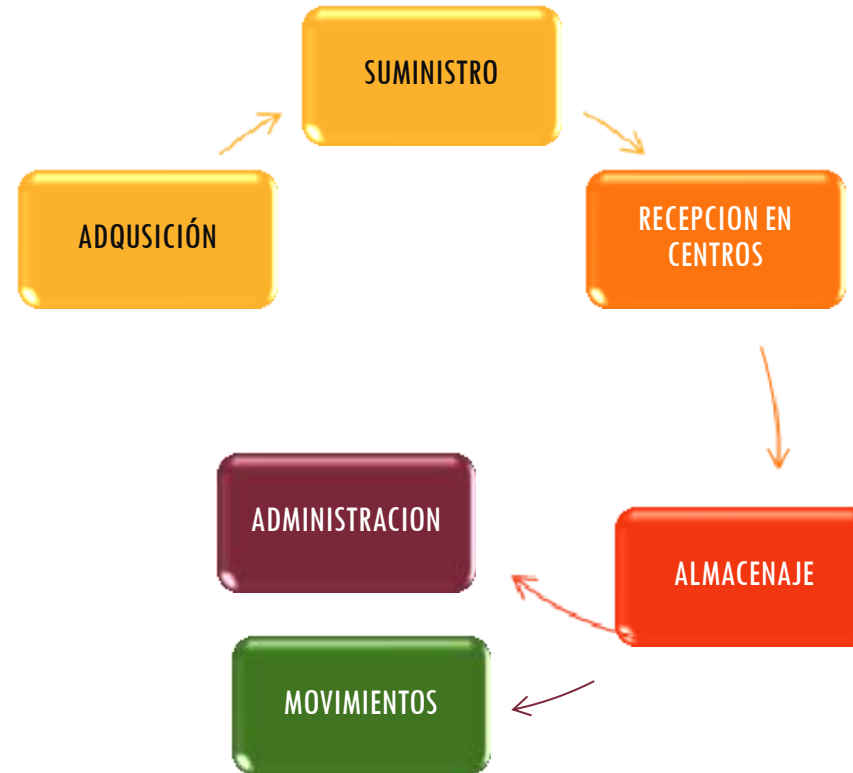 SUMINISTRO
ADQUSICIÓN
RECEPCION EN
CENTROS
ADMINISTRACION
ALMACENAJE
MOVIMIENTOS